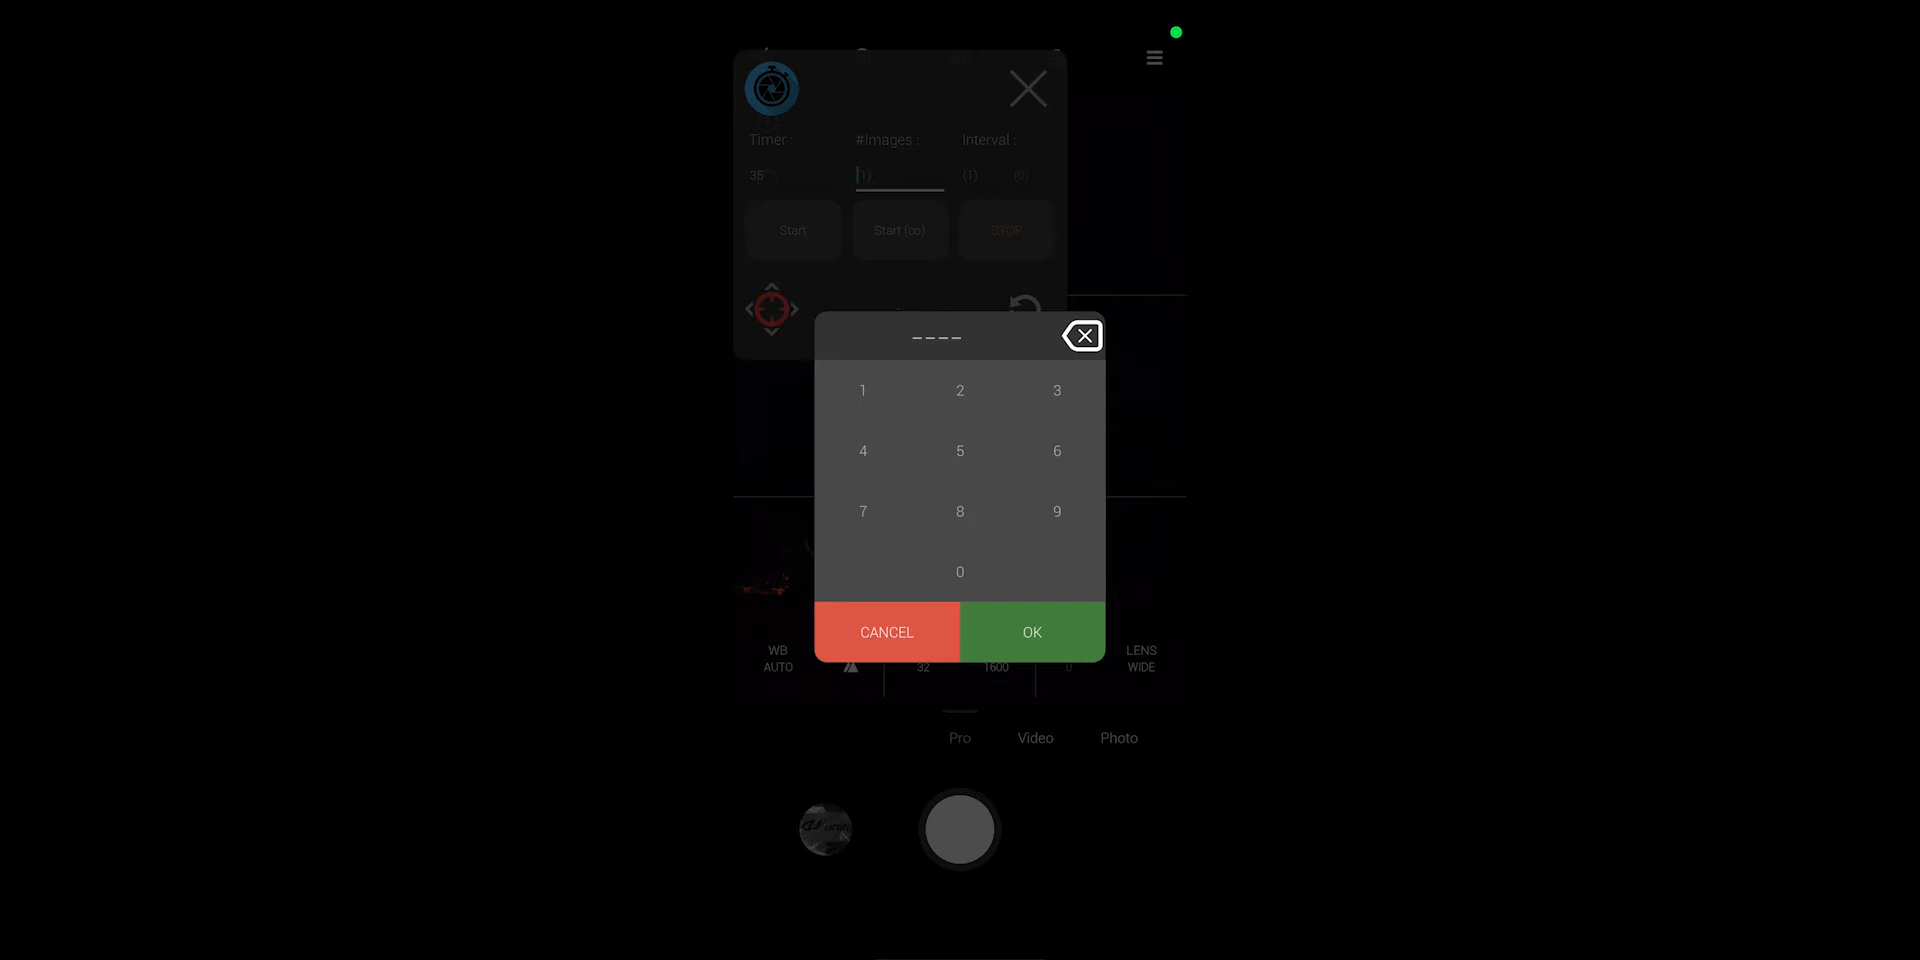 Timer :
#Images :
Interval :
35
(1)
(1)
(0)
Start
Start (∞)
STOP
----
1
2
3
4
5
6
7
8
9
0
CANCEL
OK
WB
AUTO
32
1600
0
LENS
WIDE
Pro
Video
Photo